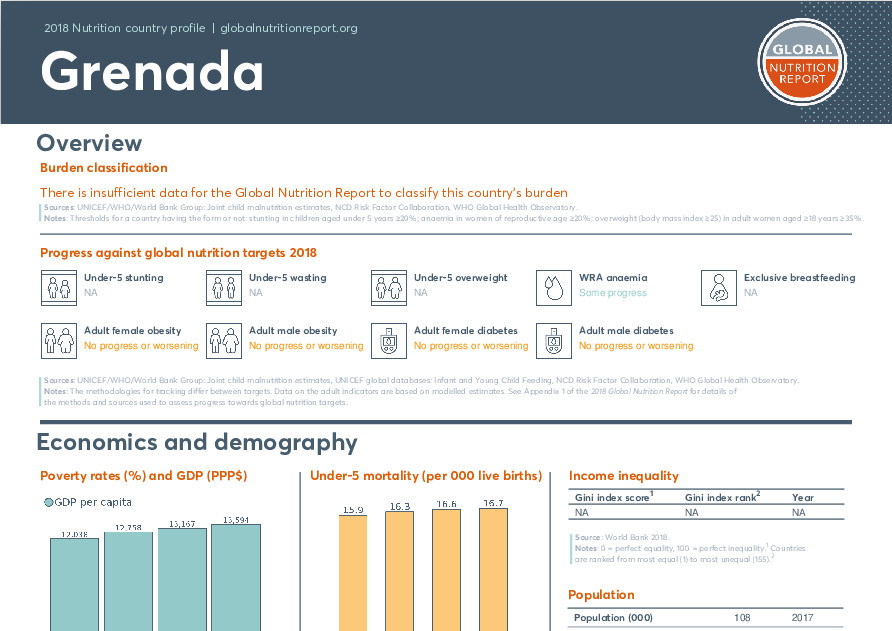 2018 Nutrition country profile | globalnutritionreport.org
Grenada
GLOBAL
NUTRITION
REPORT
Overview
Burden classification
There is insufficient data for the Global Nutrition Report to classify this country's burden
Sources: UNICEF/WHO/World Bank Group: Joint child malnutrition estimates, NCD Risk Factor Collaboration, WHO Global Health Observatory.
Notes: Thresholds for a country having the form or not: stunting in children aged under 5 years ≥20%; anaemia in women of reproductive age ≥20%; overweight (body mass index ≥25) in adult women aged ≥18 years ≥35%.
Progress against global nutrition targets 2018
Under-5 stunting
NA
Under-5 wasting
NA
Under-5 overweight
NA
WRA anaemia
Some progress
Exclusive breastfeeding
NA
Adult female obesity
No progress or worsening
Adult male obesity
No progress or worsening
Adult female diabetes
No progress or worsening
Adult male diabetes
No progress or worsening
Sources: UNICEF/WHO/World Bank Group: Joint child malnutrition estimates, UNICEF global databases: Infant and Young Child Feeding, NCD Risk Factor Collaboration, WHO Global Health Observatory.
Notes: The methodologies for tracking differ between targets. Data on the adult indicators are based on modelled estimates. See Appendix 1 of the 2018 Global Nutrition Report for details of
the methods and sources used to assess progress towards global nutrition targets.
Economics and demography
Poverty rates (%) and GDP (PPP$)
GDP per capita
12,038
12,758
13,167
13,594
Under-5 mortality (per 000 live births)
15.9
16.3
16.6
16.7
Income inequality
Gini index score1 Gini index rank2 Year
NA NA NA
Source: World Bank 2018.
Notes: 0 = perfect equality, 100 = perfect inequality.1 Countries
are ranked from most equal (1) to most unequal (155).2
Population
Population (000) 108 2017